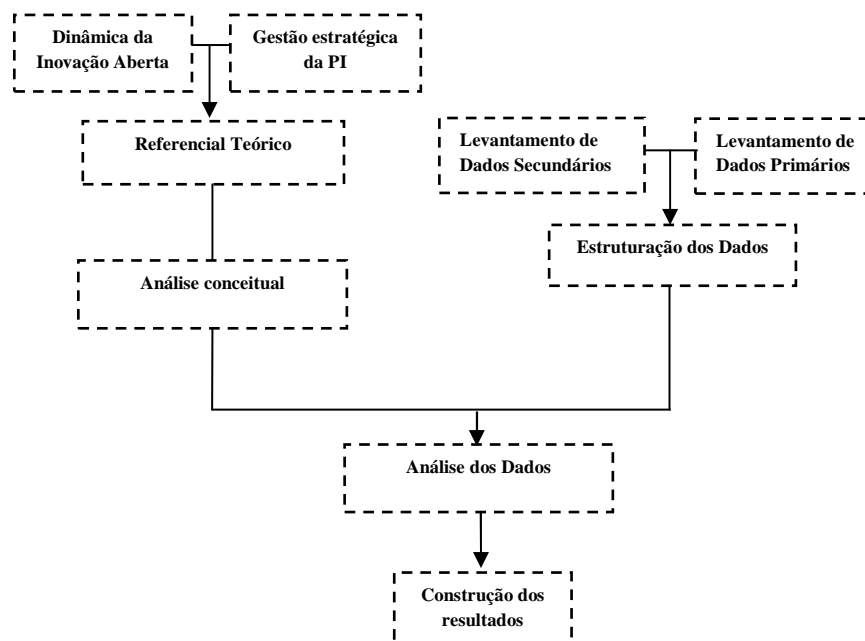 Dinâmica da
Inovação Aberta
Gestão estratégica
da PI
Referencial Teórico
Levantamento de
Dados Secundários
Levantamento de
Dados Primários
Estruturação dos Dados
Análise conceitual
Análise dos Dados
Construção dos
resultados